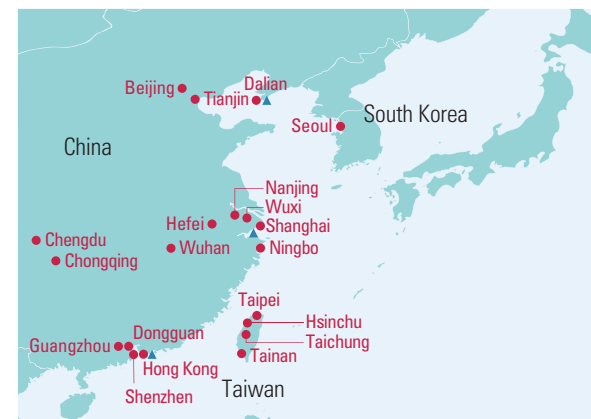 Dalian
Beijing
Tianjin
South Korea
Seoul
China
Nanjing
Wuxi
Hefei
Shanghai
Chengdu
Wuhan
Ningbo
Chongqing
Taipei
Hsinchu
Dongguan
Taichung
Guangzhou
Tainan
Hong Kong
Taiwan
Shenzhen